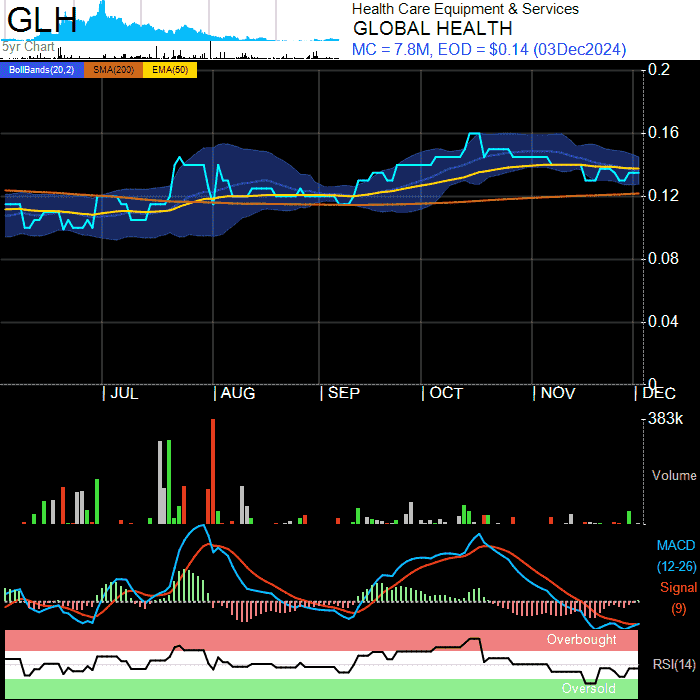 GLH
5yr Chart
Health Care Equipment & Services
GLOBAL HEALTH
MC = 7.8M, EOD = $0.14 (03Dec2024)
BollBands(20,2) SMA(200) EMA(50)
0.2
0.16
0.12
0.08
0.04
0
JUL AUG SEP OCT NOV DEC
383k
Volume
MACD
(12-26)
Signal
(9)
Overbought
RSI(14)
Oversold